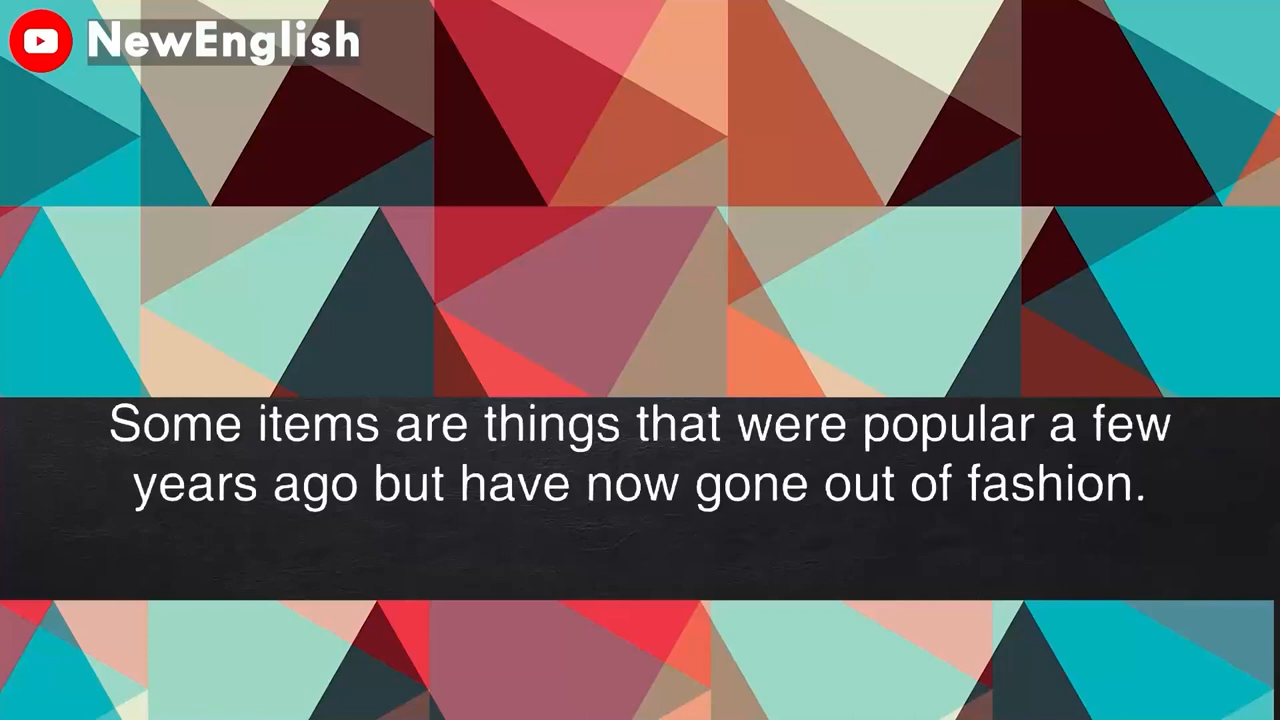 NewEnglish
Some items are things that were popular a few
years ago but have now gone out of fashion.